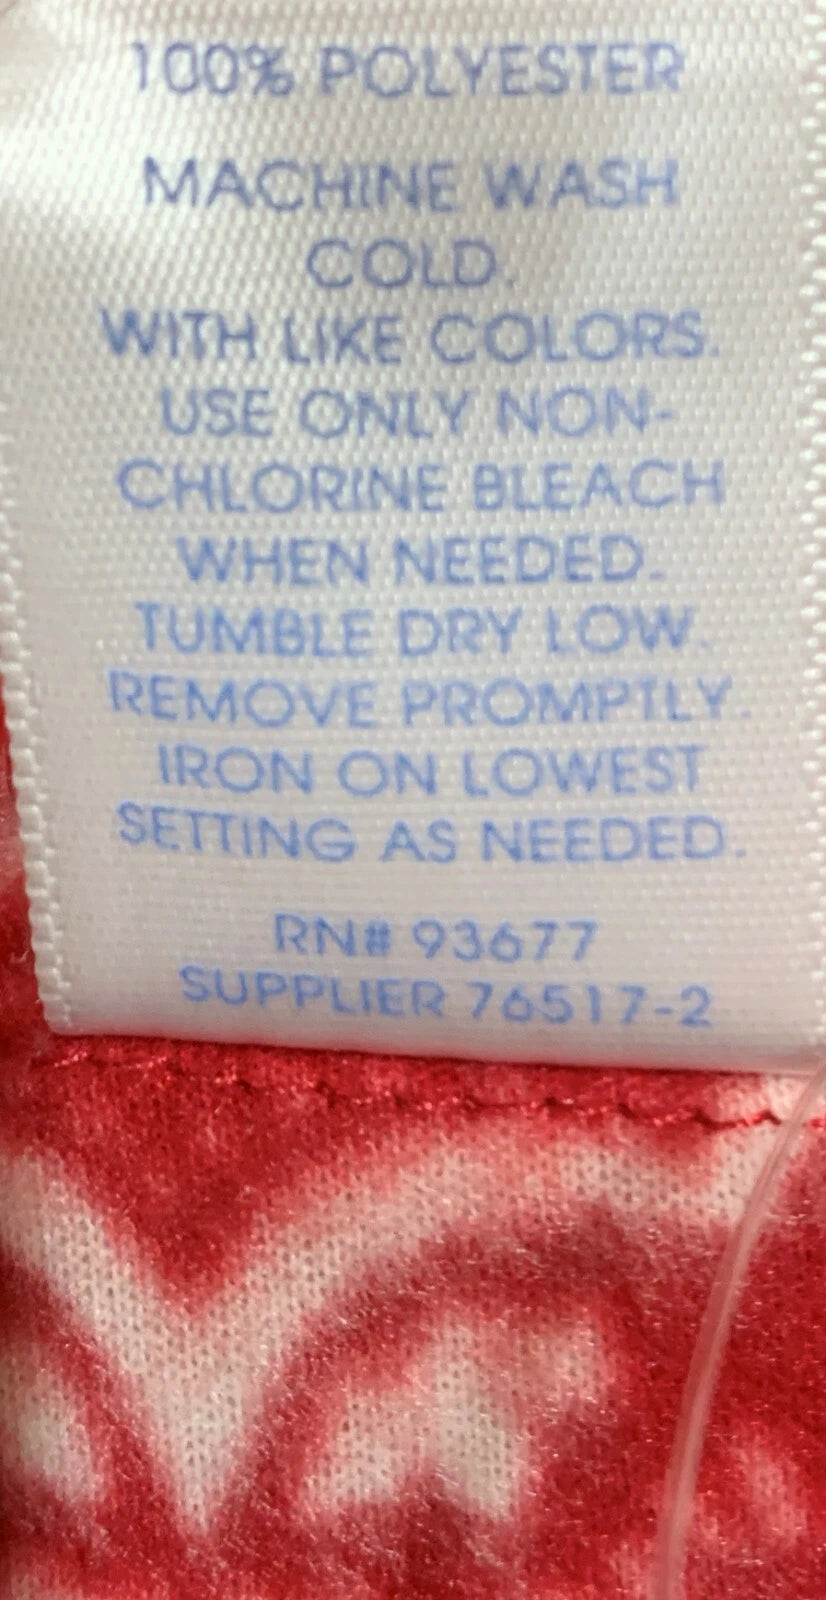 100% POLYESTER
MACHINE WASH
COLD.
WITH LIKE COLORS.
USE ONLY NON-
CHLORINE BLEACH
WHEN NEEDED.
TUMBLE DRY LOW.
REMOVE PROMPTLY.
IRON ON LOWEST
SETTING AS NEEDED.
RN# 93677
SUPPLIER 76517-2